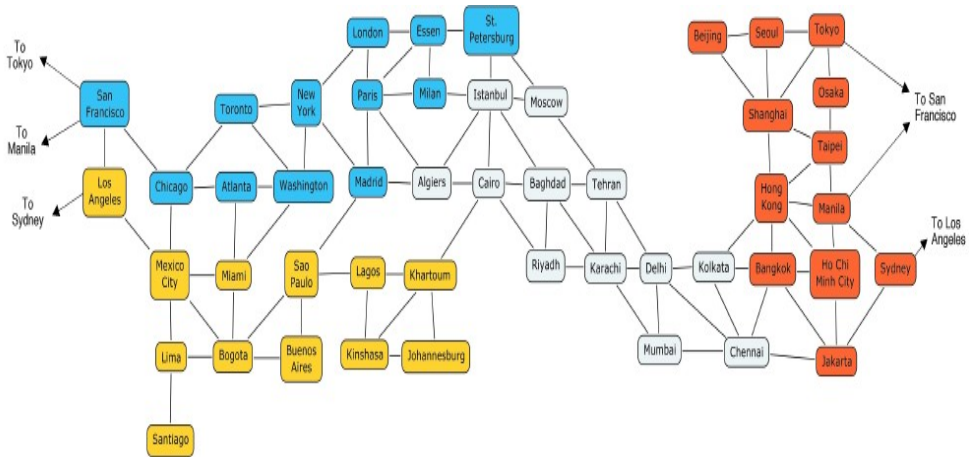 London
Essen
St.
Petersburg
Beijing
Seoul
Tokyo
To
Tokyo
San
Francisco
Toronto
New
York
Paris
Milan
Istanbul
Moscow
Osaka
Shanghai
To San
Francisco
To
Manila
Taipei
Los
Angeles
Chicago
Atlanta
Washington
Madrid
Algiers
Cairo
Baghdad
Tehran
Hong
Kong
Manila
To
Sydney
To Los
Angeles
Mexico
City
Miami
Sao
Paulo
Lagos
Khartoum
Riyadh
Karachi
Delhi
Kolkata
Bangkok
Ho Chi
Minh City
Sydney
Lima
Bogota
Buenos
Aires
Kinshasa
Johannesburg
Mumbai
Chennai
Jakarta
Santiago